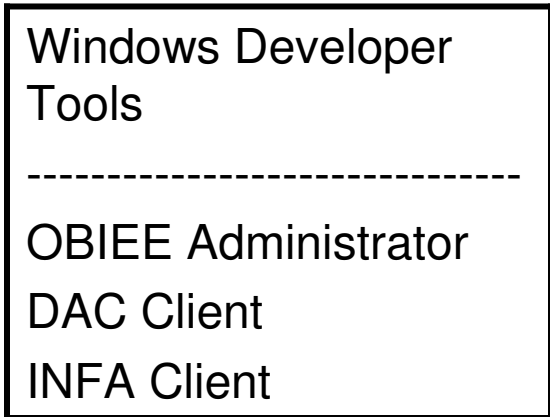 Windows Developer
Tools
-------------------------------
OBIEE Administrator
DAC Client
INFA Client